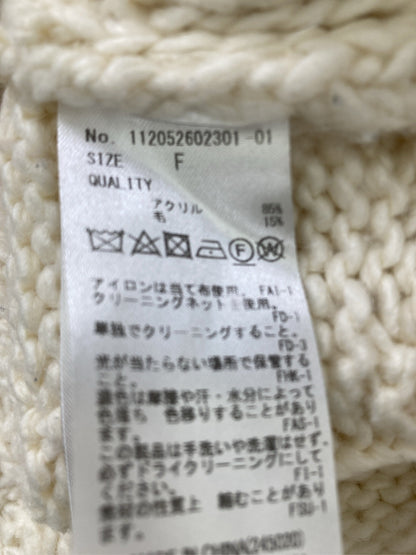 No. 112052602301-01
SIZE F
QUALITY
アクリル 85%
毛 15%
アイロンは当て布使用。FAI-1
クリーニングネット使用。
FD-1
単独でクリーニングすること。
FD-3
光が当たらない場所で保管する
こと。 FHK-1
濃色は摩擦や汗・水分によって
色落ち 色移りすることがあり
ます。 FAS-1
この製品は手洗いや洗濯はせず、
必ずドライクリーニングにして
ください。 FI-1
素材の性質上 縮むことがあり
ます。 FSU-1
MADE IN CHINA(245020)